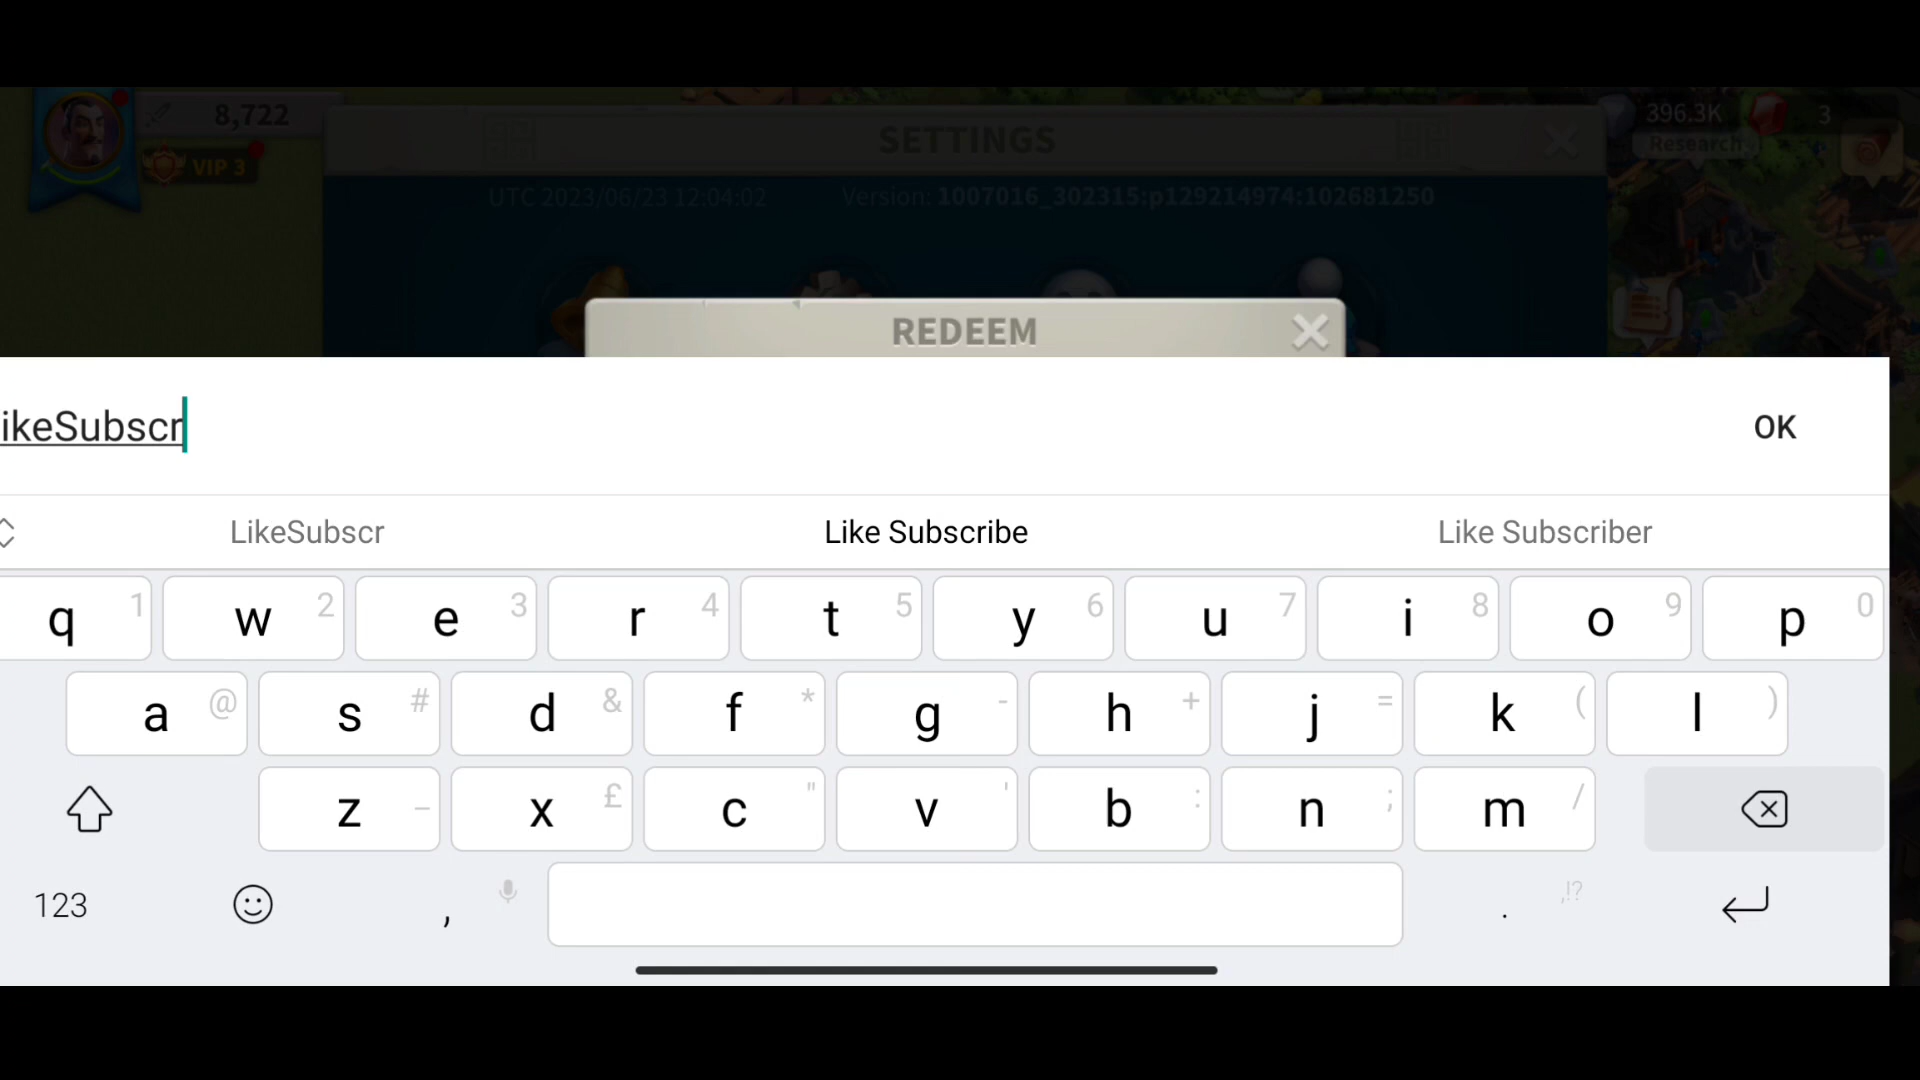 8,722
VIP 3
SETTINGS
396.3K
3
Research
UTC 2023/06/23 12:04:02
Version: 1007016_302315:p129214974:102681250
REDEEM
ikeSubscr
OK
LikeSubscr
Like Subscribe
Like Subscriber
q 1 w 2 e 3 r 4 t 5 y 6 u 7 i 8 o 9 p 0
a @ s # d & f * g - h + j = k ( l )
z _ x £ c " v ' b : n ; m /
123 , . ,!?